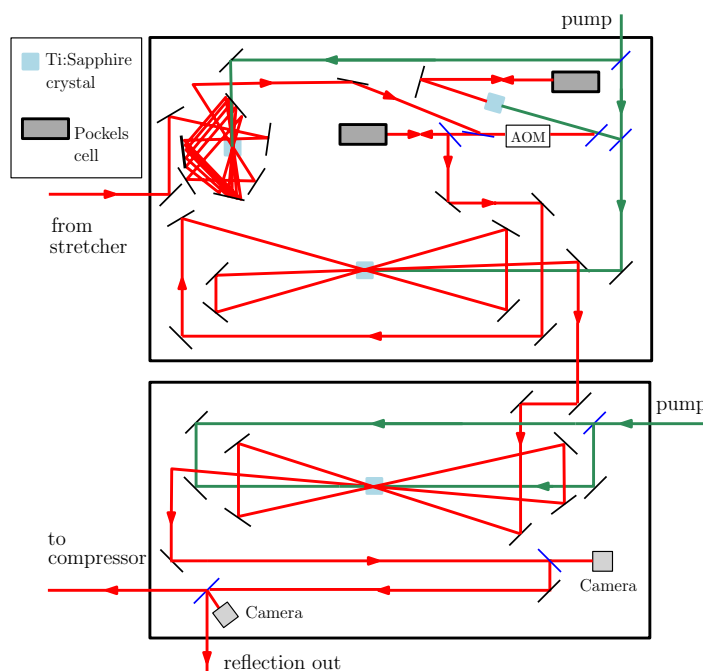 pump
Ti:Sapphire
crystal
Pockels
cell
AOM
from
stretcher
pump
to
compressor
Camera
Camera
reflection out